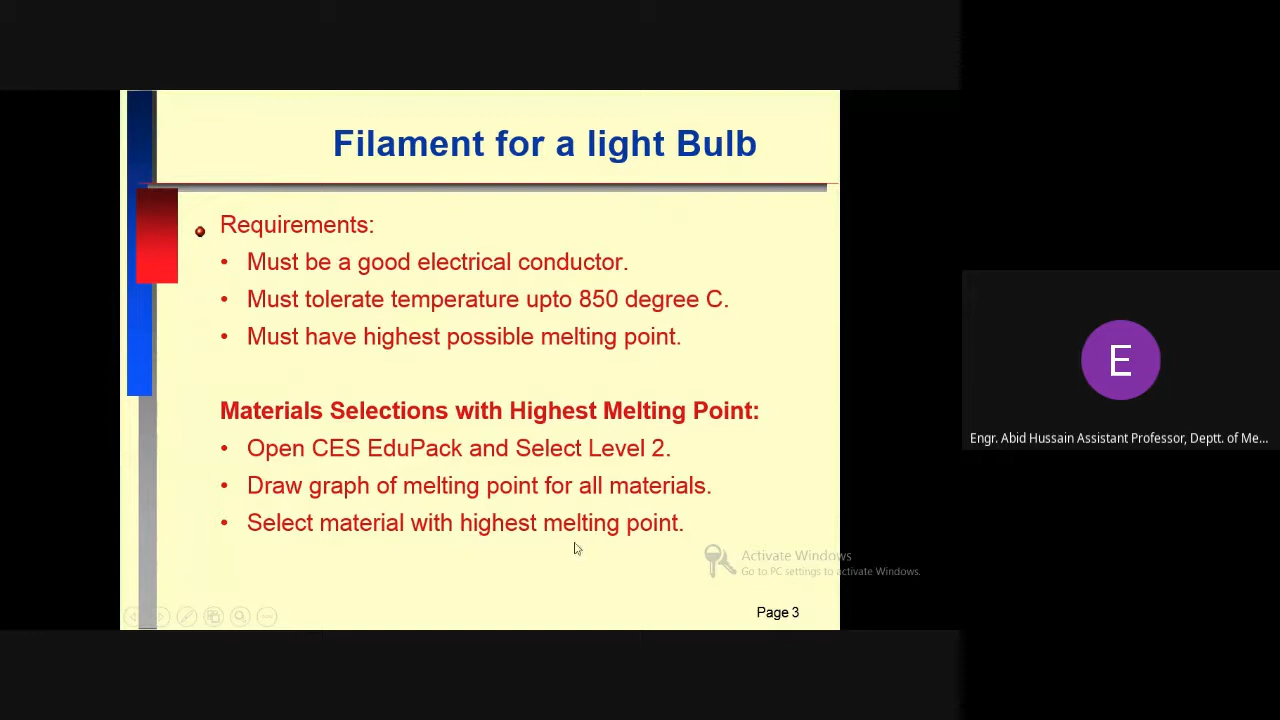 Filament for a light Bulb
Requirements:
• Must be a good electrical conductor.
• Must tolerate temperature upto 850 degree C.
• Must have highest possible melting point.
Materials Selections with Highest Melting Point:
• Open CES EduPack and Select Level 2.
• Draw graph of melting point for all materials.
• Select material with highest melting point.
Activate Windows
Go to PC settings to activate Windows.
Page 3
E
Engr. Abid Hussain Assistant Professor, Deptt. of Me...